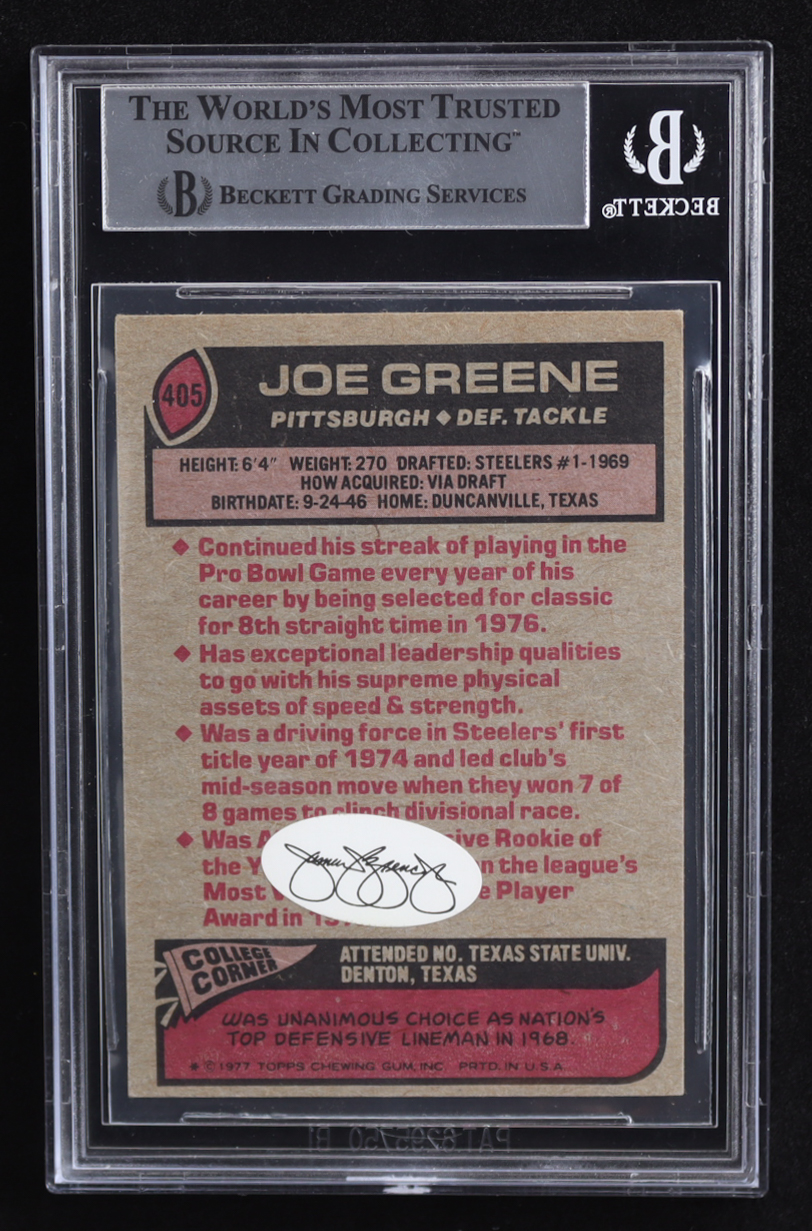 THE WORLD'S MOST TRUSTED
SOURCE IN COLLECTING™
B BECKETT GRADING SERVICES
B
BECKETT®
405
JOE GREENE
PITTSBURGH ◆ DEF. TACKLE
HEIGHT: 6'4" WEIGHT: 270 DRAFTED: STEELERS #1-1969
HOW ACQUIRED: VIA DRAFT
BIRTHDATE: 9-24-46 HOME: DUNCANVILLE, TEXAS
◆ Continued his streak of playing in the
Pro Bowl Game every year of his
career by being selected for classic
for 8th straight time in 1976.
◆ Has exceptional leadership qualities
to go with his supreme physical
assets of speed & strength.
◆ Was a driving force in Steelers' first
title year of 1974 and led club's
mid-season move when they won 7 of
8 games to clinch divisional race.
◆ Was Rookie of
the the league's
Most Player
Award in
COLLEGE
CORNER
ATTENDED NO. TEXAS STATE UNIV.
DENTON, TEXAS
WAS UNANIMOUS CHOICE AS NATION'S
TOP DEFENSIVE LINEMAN IN 1968.
* © 1977 TOPPS CHEWING GUM, INC. PRTD. IN U.S.A.